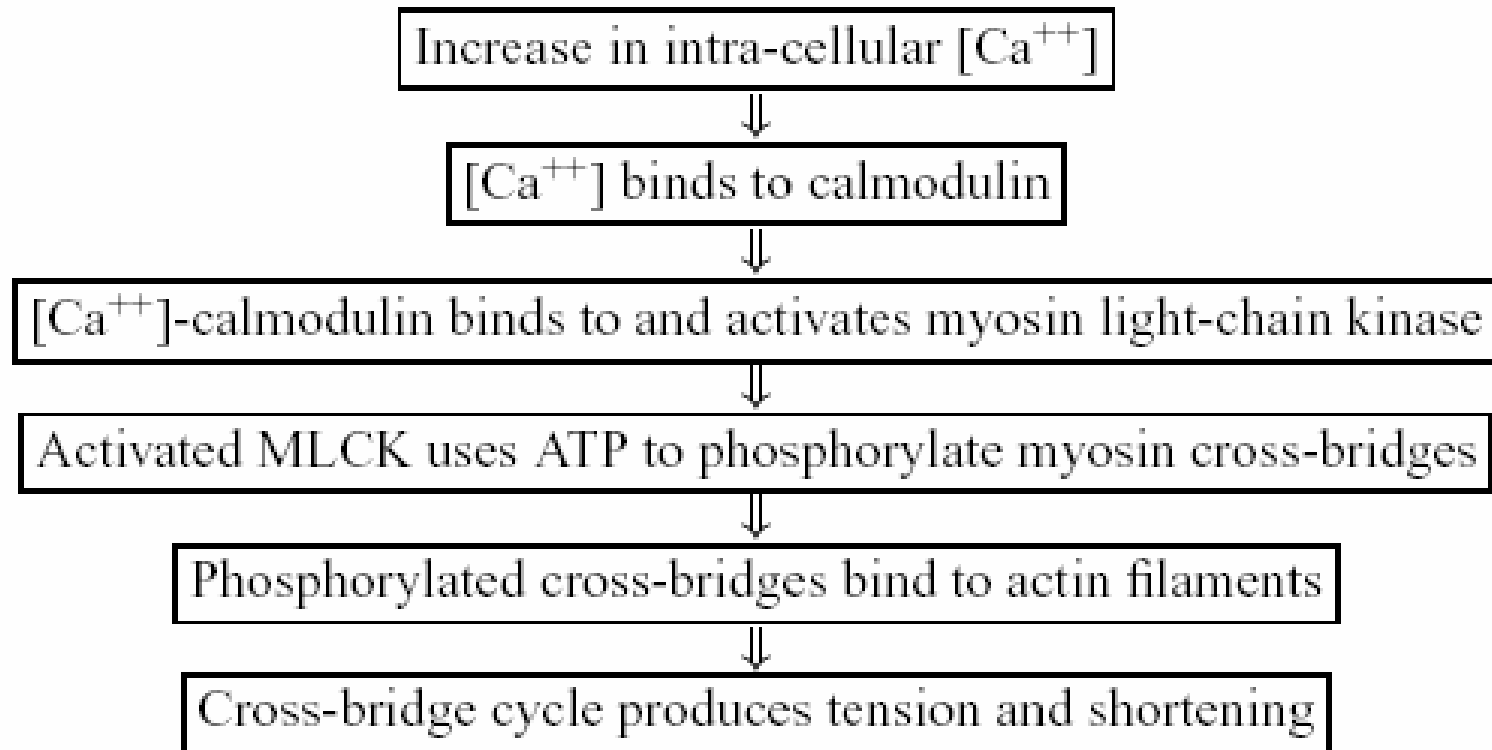 Increase in intra-cellular [Ca⁺⁺]
[Ca⁺⁺] binds to calmodulin
[Ca⁺⁺]-calmodulin binds to and activates myosin light-chain kinase
Activated MLCK uses ATP to phosphorylate myosin cross-bridges
Phosphorylated cross-bridges bind to actin filaments
Cross-bridge cycle produces tension and shortening